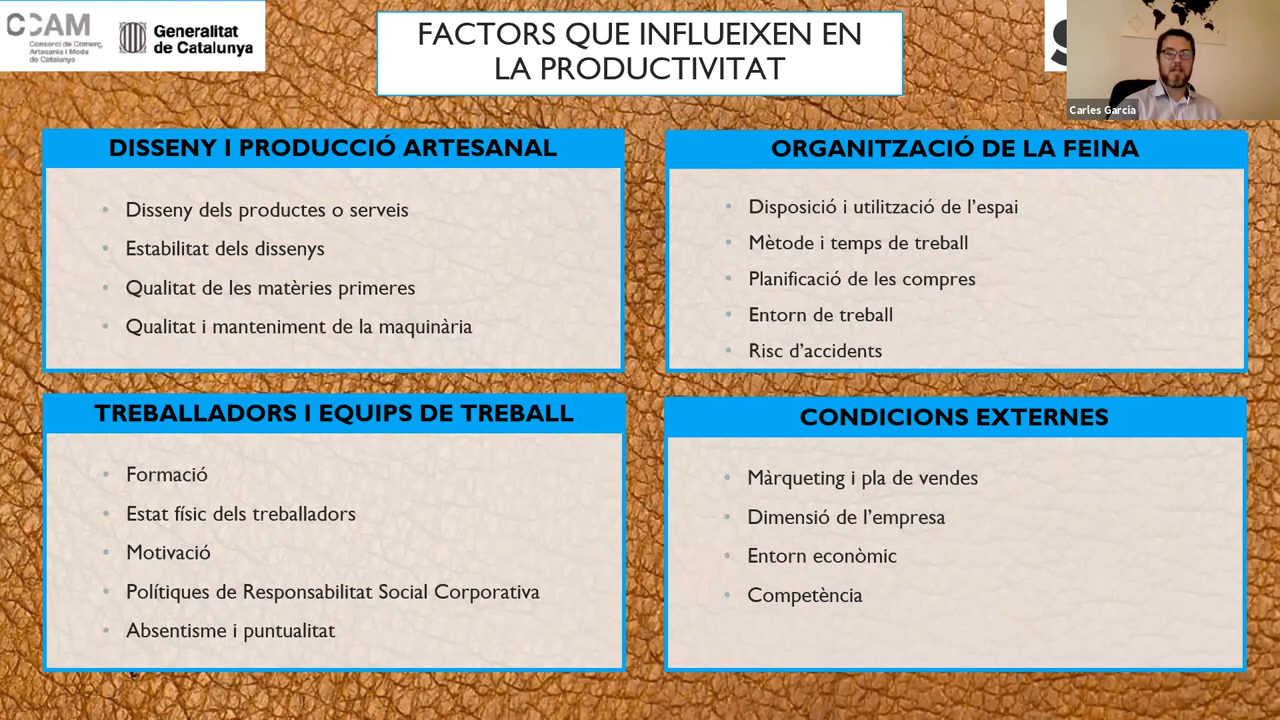 CCAM
Consorci de Comerç,
Artesania i Moda
de Catalunya
Generalitat
de Catalunya
FACTORS QUE INFLUEIXEN EN
LA PRODUCTIVITAT
Carles Garcia
DISSENY I PRODUCCIÓ ARTESANAL
Disseny dels productes o serveis
Estabilitat dels dissenys
Qualitat de les matèries primeres
Qualitat i manteniment de la maquinària
ORGANITZACIÓ DE LA FEINA
Disposició i utilització de l’espai
Mètode i temps de treball
Planificació de les compres
Entorn de treball
Risc d’accidents
TREBALLADORS I EQUIPS DE TREBALL
Formació
Estat físic dels treballadors
Motivació
Polítiques de Responsabilitat Social Corporativa
Absentisme i puntualitat
CONDICIONS EXTERNES
Màrqueting i pla de vendes
Dimensió de l’empresa
Entorn econòmic
Competència